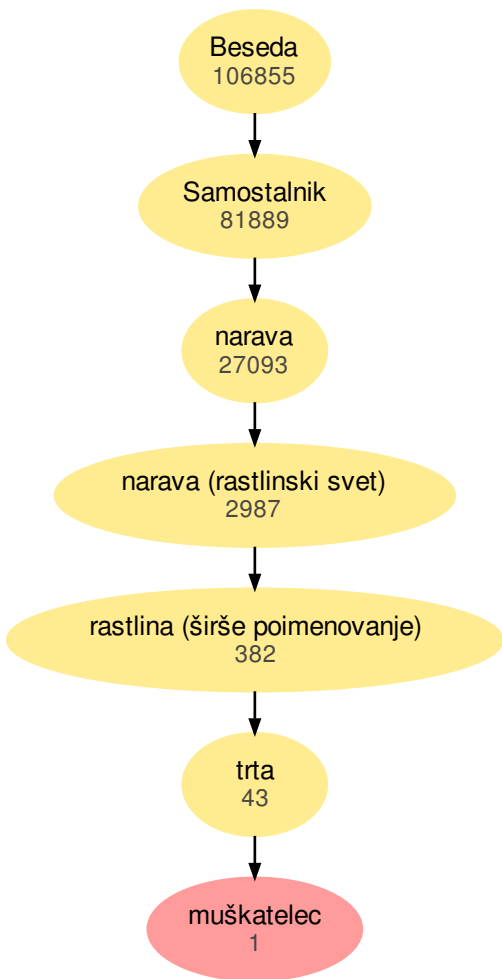 Beseda
106855
Samostalnik
81889
narava
27093
narava (rastlinski svet)
2987
rastlina (širše poimenovanje)
382
trta
43
muškatelec
1